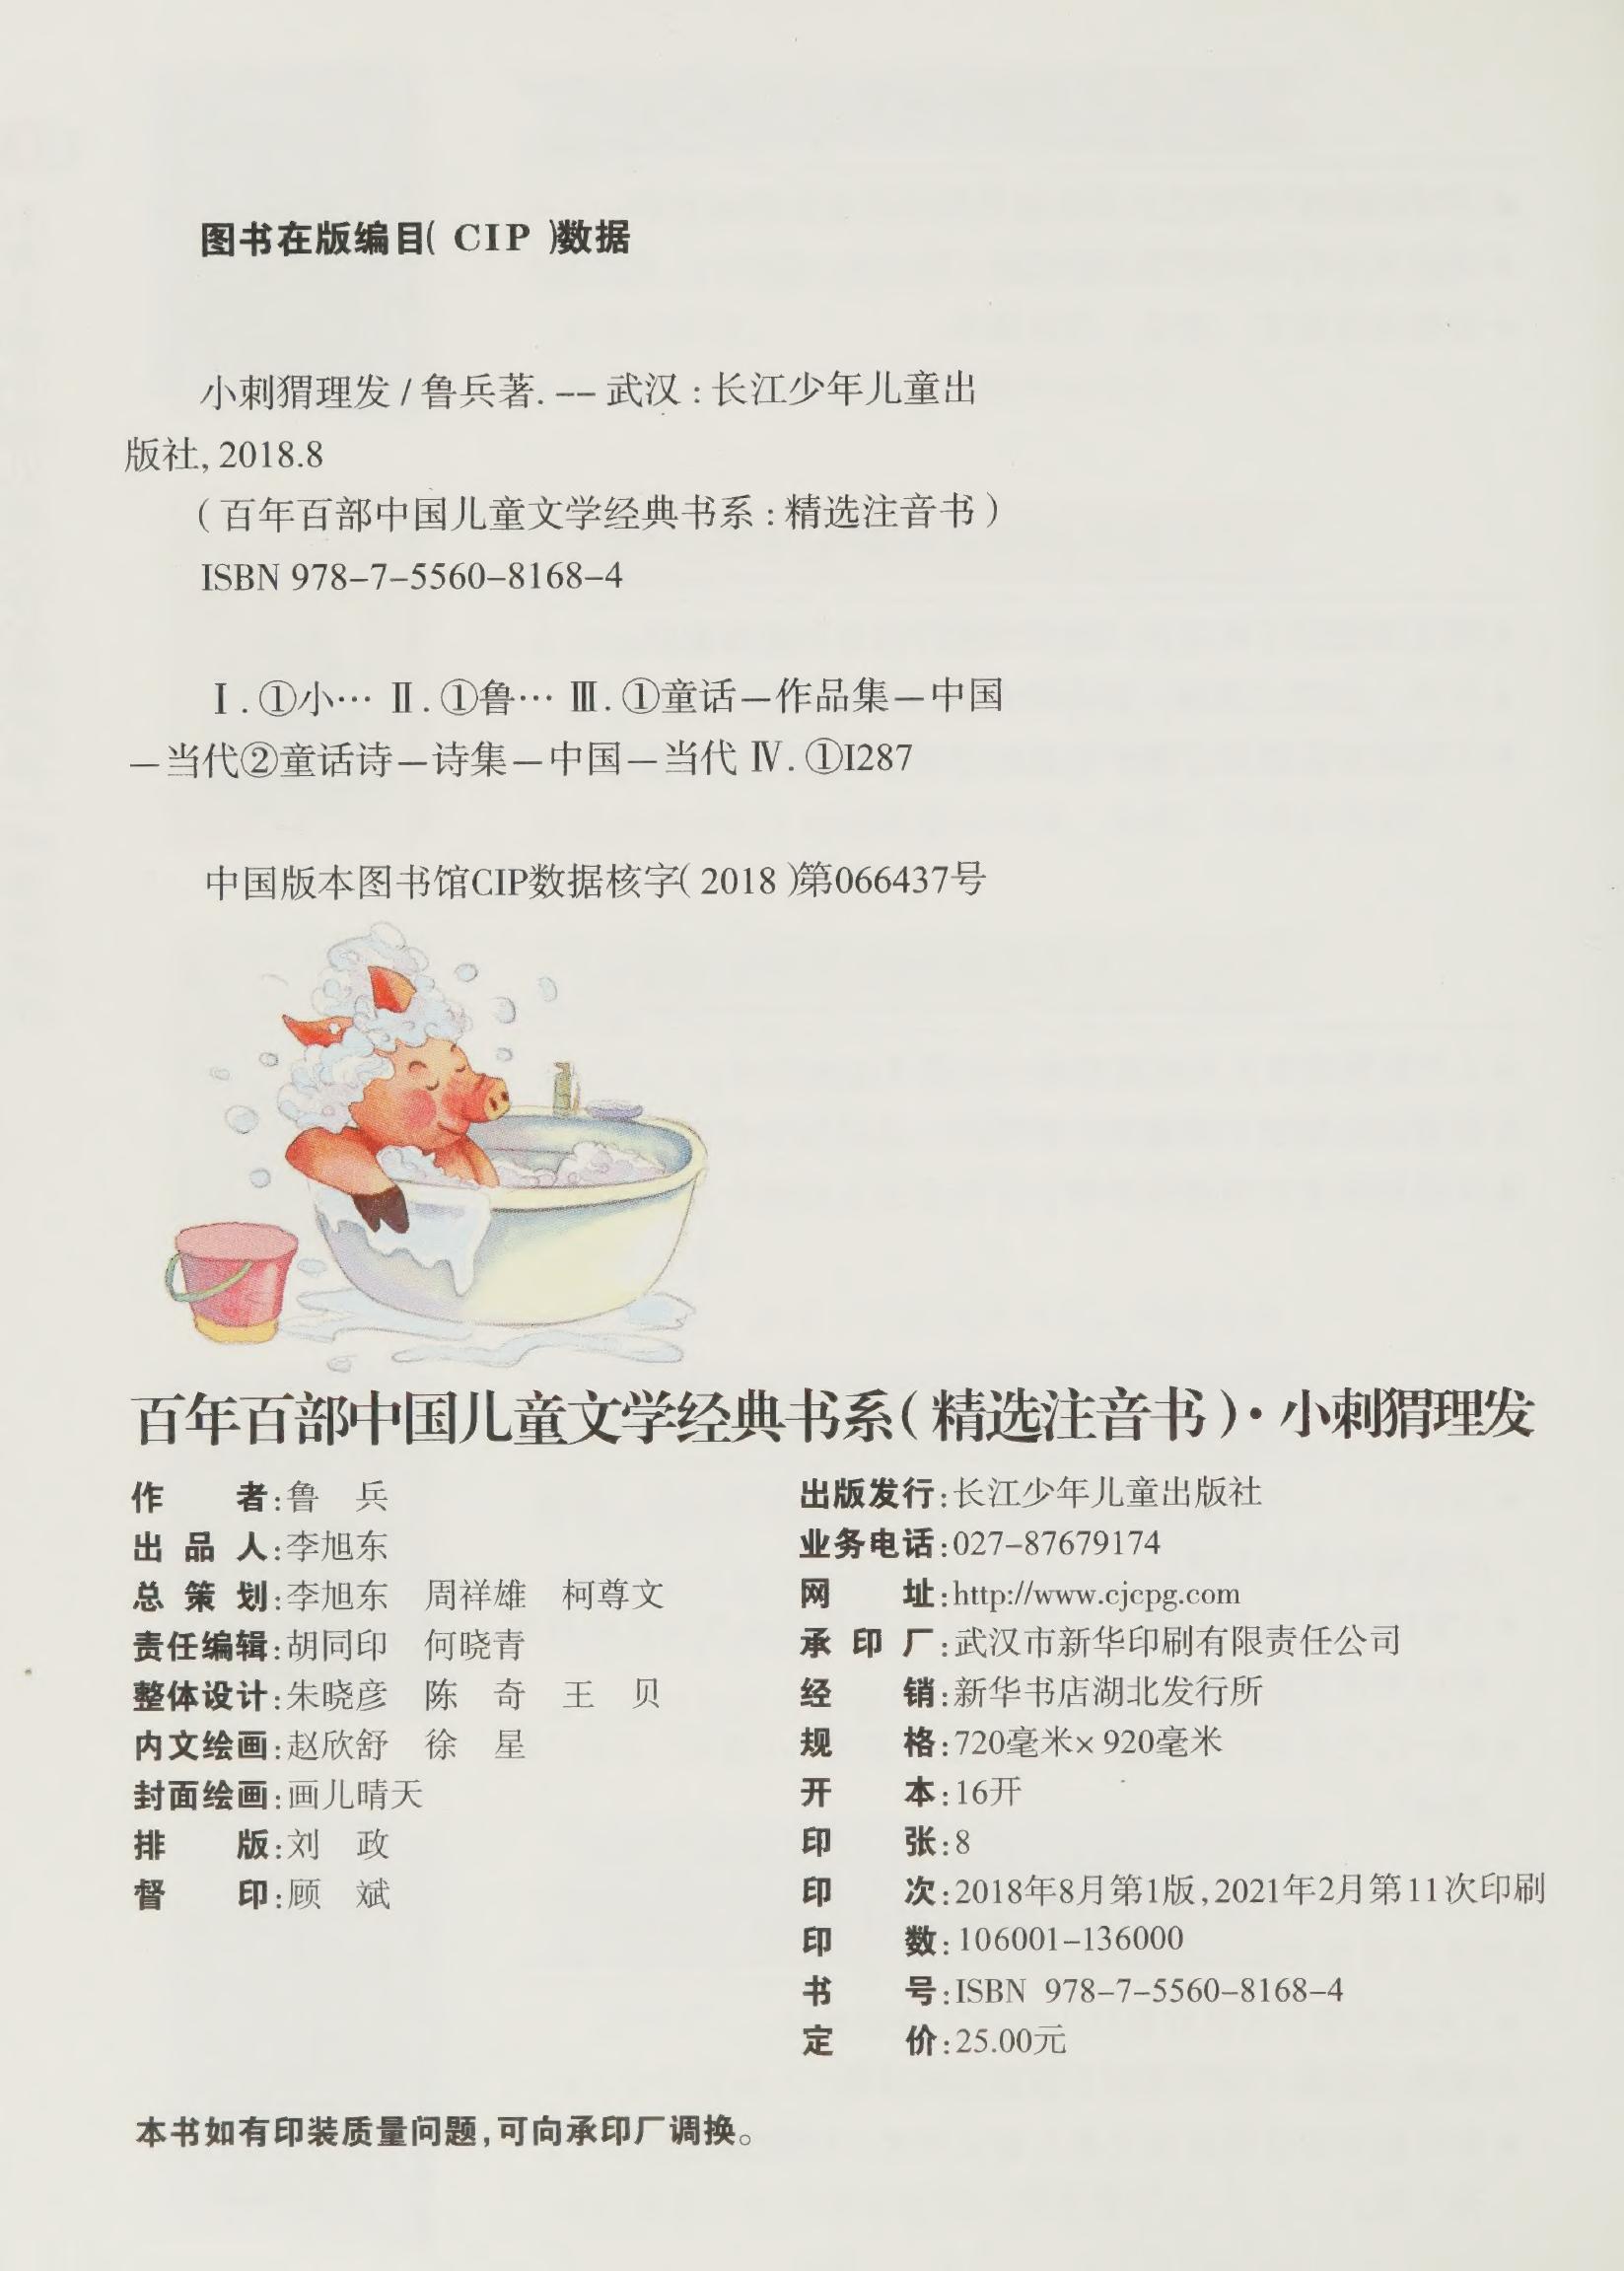 图书在版编目( CIP )数据
小刺猬理发 / 鲁兵著. -- 武汉 : 长江少年儿童出
版社, 2018.8
( 百年百部中国儿童文学经典书系 : 精选注音书 )
ISBN 978-7-5560-8168-4
Ⅰ. ①小… Ⅱ. ①鲁… Ⅲ. ①童话－作品集－中国
－当代②童话诗－诗集－中国－当代 Ⅳ. ①I287
中国版本图书馆CIP数据核字( 2018 )第066437号
百年百部中国儿童文学经典书系( 精选注音书 )· 小刺猬理发
作　　者:鲁　兵
出 品 人:李旭东
总 策 划:李旭东　周祥雄　柯尊文
责任编辑:胡同印　何晓青
整体设计:朱晓彦　陈　奇　王　贝
内文绘画:赵欣舒　徐　星
封面绘画:画儿晴天
排　　版:刘　政
督　　印:顾　斌
出版发行:长江少年儿童出版社
业务电话:027-87679174
网　　址:http://www.cjcpg.com
承 印 厂:武汉市新华印刷有限责任公司
经　　销:新华书店湖北发行所
规　　格:720毫米× 920毫米
开　　本:16开
印　　张:8
印　　次:2018年8月第1版,2021年2月第11次印刷
印　　数:106001-136000
书　　号:ISBN 978-7-5560-8168-4
定　　价:25.00元
本书如有印装质量问题,可向承印厂调换。